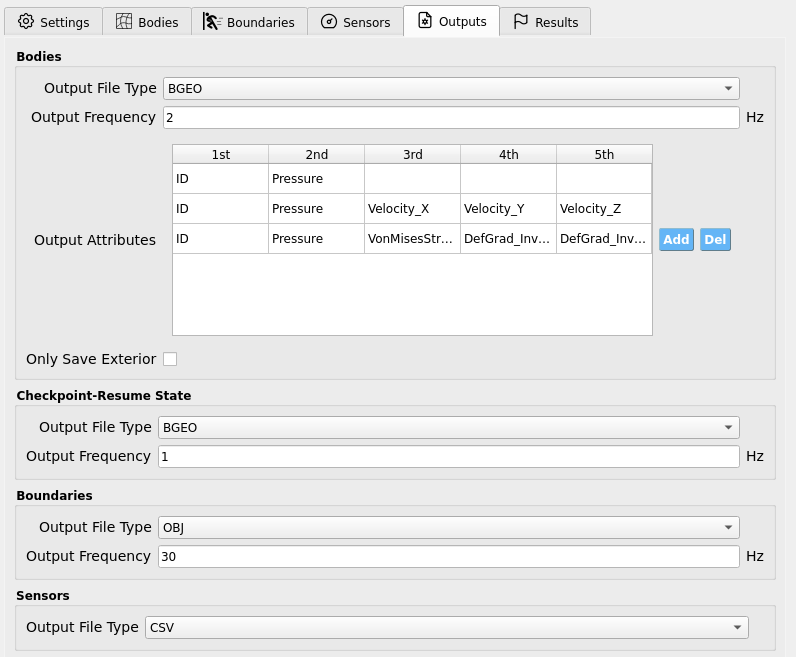 Settings Bodies Boundaries Sensors Outputs Results
Bodies
Output File Type BGEO
Output Frequency 2 Hz
1st 2nd 3rd 4th 5th
ID Pressure
ID Pressure Velocity_X Velocity_Y Velocity_Z
Output Attributes ID Pressure VonMisesStr... DefGrad_Inv... DefGrad_Inv... Add Del
Only Save Exterior
Checkpoint-Resume State
Output File Type BGEO
Output Frequency 1 Hz
Boundaries
Output File Type OBJ
Output Frequency 30 Hz
Sensors
Output File Type CSV